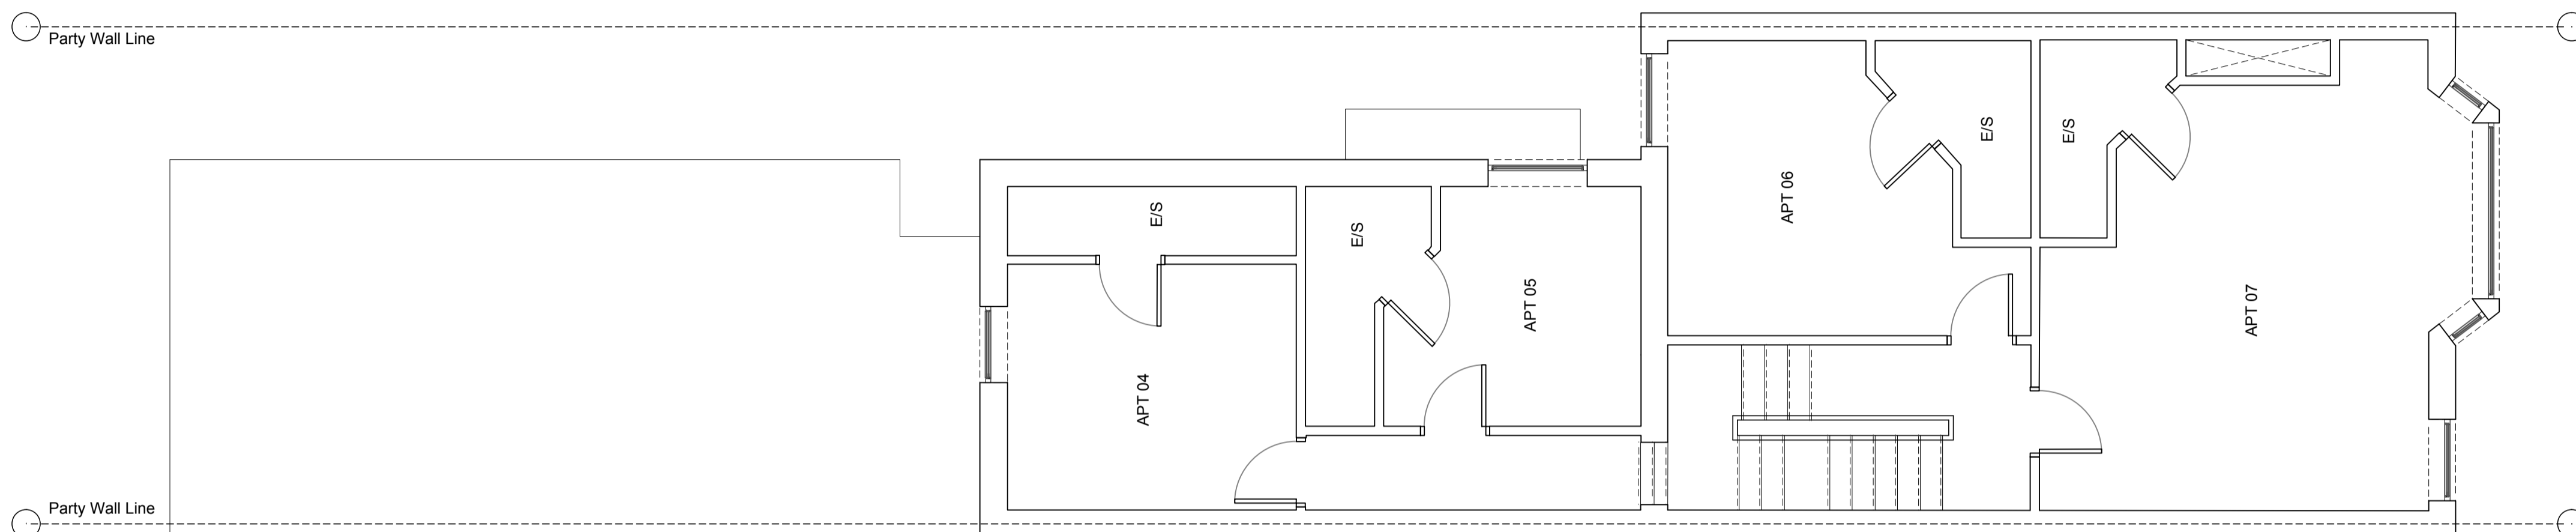 Party Wall Line
E/S
E/S
E/S
E/S
APT 04
APT 05
APT 06
APT 07
Party Wall Line